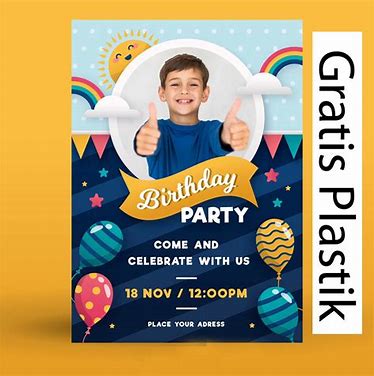 Birthday
PARTY
COME AND
CELEBRATE WITH US
18 NOV / 12:00PM
PLACE YOUR ADRESS
Gratis Plastik